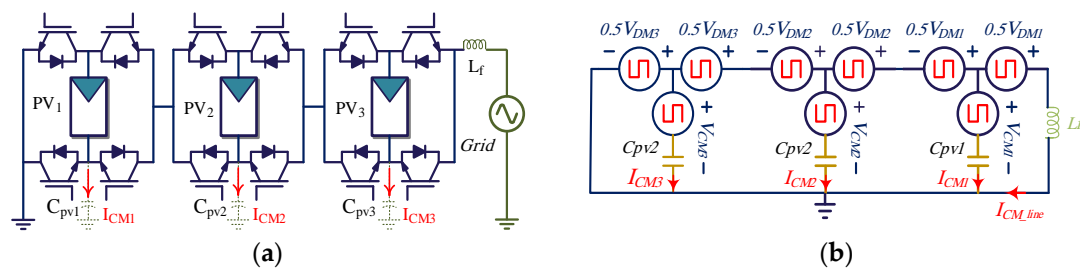 PV1
PV2
PV3
Lf
Grid
Cpv1
ICM1
Cpv2
ICM2
Cpv3
ICM3
(a)
0.5VDM3
0.5VDM3
0.5VDM2
0.5VDM2
0.5VDM1
0.5VDM1
− + − + − + − + − + − +
+ VCM3 −
+ VCM2 −
+ VCM1 −
Cpv2
Cpv2
Cpv1
ICM3
ICM2
ICM1
ICM_line
(b)